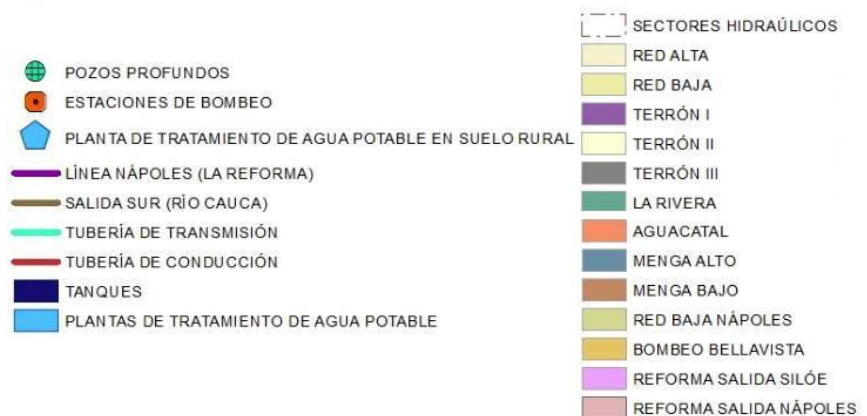 POZOS PROFUNDOS
ESTACIONES DE BOMBEO
PLANTA DE TRATAMIENTO DE AGUA POTABLE EN SUELO RURAL
LÍNEA NÁPOLES (LA REFORMA)
SALIDA SUR (RÍO CAUCA)
TUBERÍA DE TRANSMISIÓN
TUBERÍA DE CONDUCCIÓN
TANQUES
PLANTAS DE TRATAMIENTO DE AGUA POTABLE
SECTORES HIDRAÚLICOS
RED ALTA
RED BAJA
TERRÓN I
TERRÓN II
TERRÓN III
LA RIVERA
AGUACATAL
MENGA ALTO
MENGA BAJO
RED BAJA NÁPOLES
BOMBEO BELLAVISTA
REFORMA SALIDA SILÓE
REFORMA SALIDA NÁPOLES